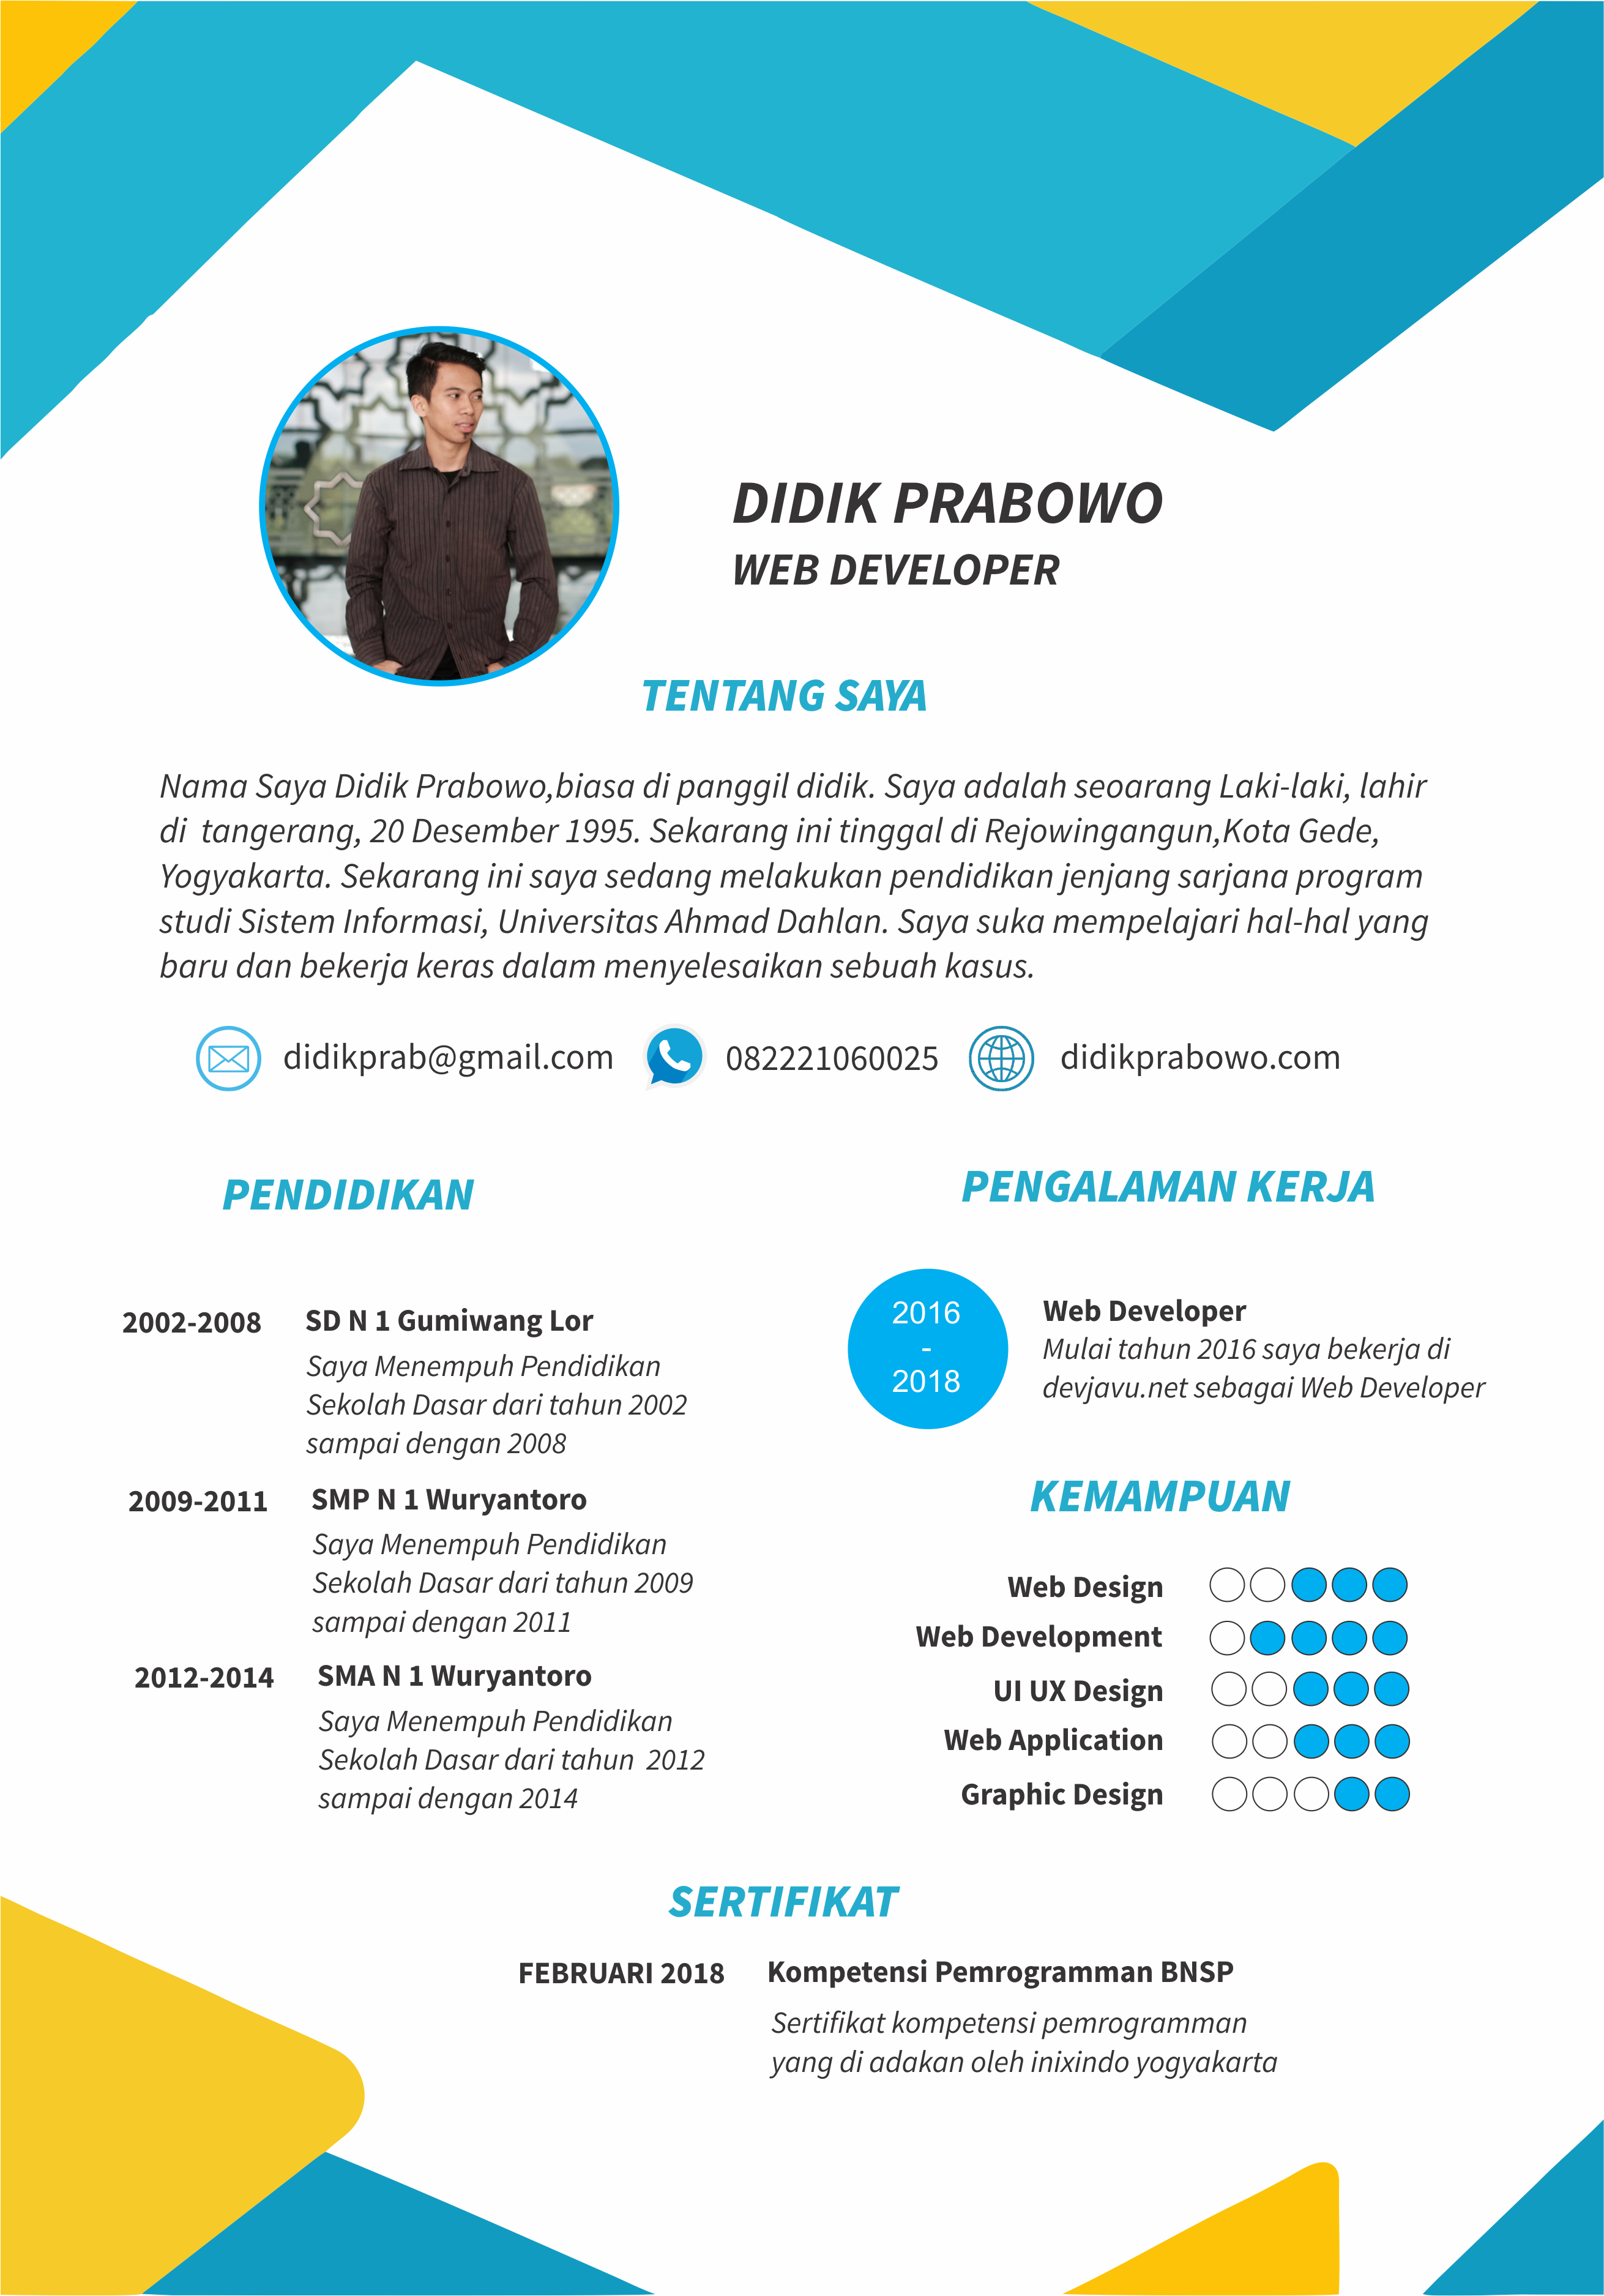 DIDIK PRABOWO
WEB DEVELOPER
TENTANG SAYA
Nama Saya Didik Prabowo,biasa di panggil didik. Saya adalah seoarang Laki-laki, lahir
di  tangerang, 20 Desember 1995. Sekarang ini tinggal di Rejowingangun,Kota Gede,
Yogyakarta. Sekarang ini saya sedang melakukan pendidikan jenjang sarjana program
studi Sistem Informasi, Universitas Ahmad Dahlan. Saya suka mempelajari hal-hal yang
baru dan bekerja keras dalam menyelesaikan sebuah kasus.
didikprab@gmail.com 082221060025 didikprabowo.com
PENDIDIKAN
2002-2008 SD N 1 Gumiwang Lor
Saya Menempuh Pendidikan
Sekolah Dasar dari tahun 2002
sampai dengan 2008
2009-2011 SMP N 1 Wuryantoro
Saya Menempuh Pendidikan
Sekolah Dasar dari tahun 2009
sampai dengan 2011
2012-2014 SMA N 1 Wuryantoro
Saya Menempuh Pendidikan
Sekolah Dasar dari tahun  2012
sampai dengan 2014
PENGALAMAN KERJA
2016
-
2018
Web Developer
Mulai tahun 2016 saya bekerja di
devjavu.net sebagai Web Developer
KEMAMPUAN
Web Design
Web Development
UI UX Design
Web Application
Graphic Design
SERTIFIKAT
FEBRUARI 2018 Kompetensi Pemrogramman BNSP
Sertifikat kompetensi pemrogramman
yang di adakan oleh inixindo yogyakarta